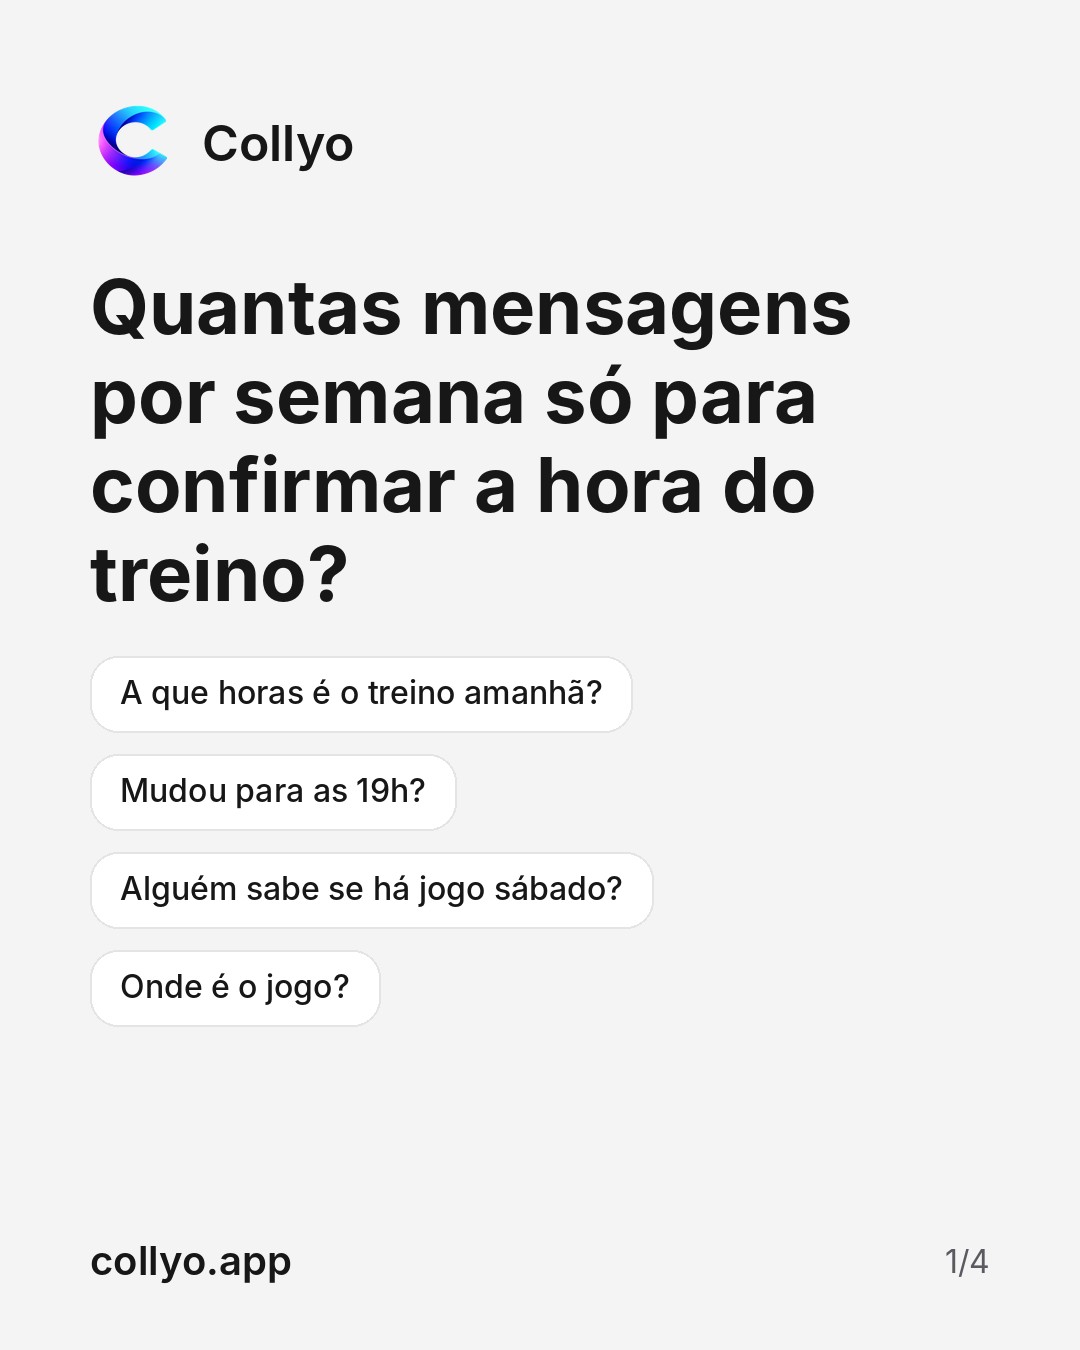 Collyo
Quantas mensagens
por semana só para
confirmar a hora do
treino?
A que horas é o treino amanhã?
Mudou para as 19h?
Alguém sabe se há jogo sábado?
Onde é o jogo?
collyo.app
1/4